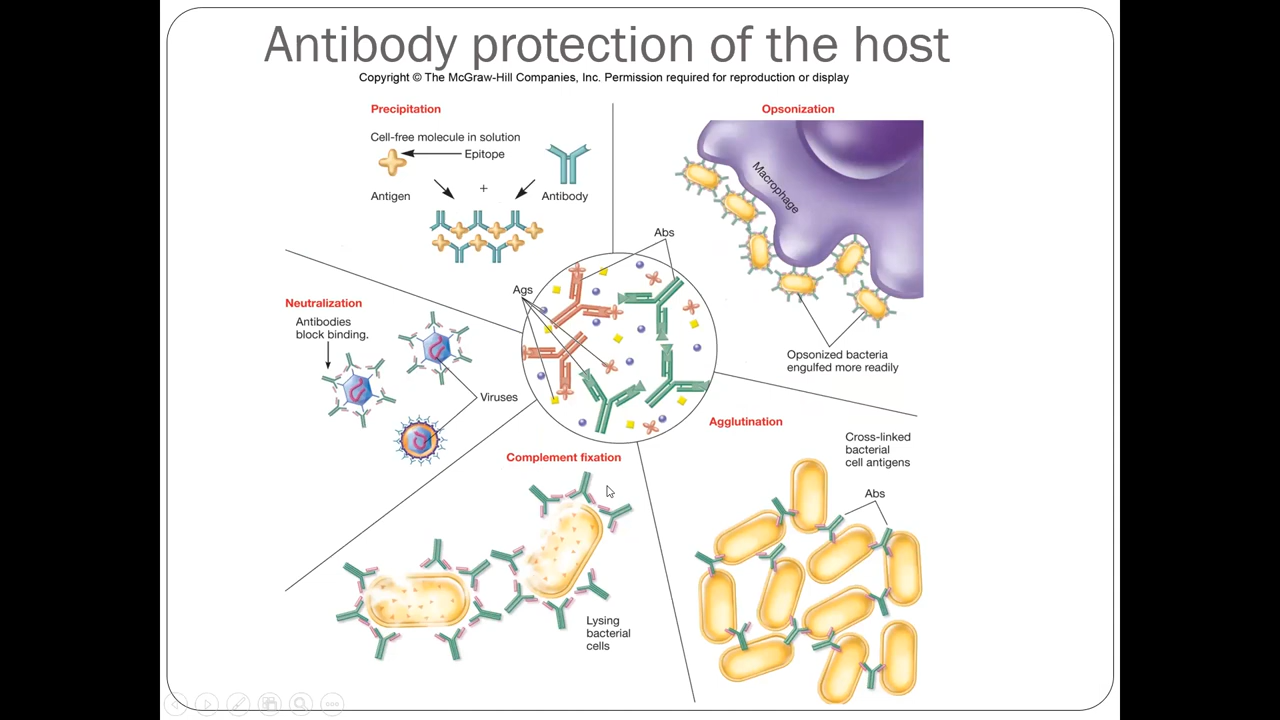 Antibody protection of the host
Copyright © The McGraw-Hill Companies, Inc. Permission required for reproduction or display
Precipitation
Cell-free molecule in solution
Epitope
+
Antigen
Antibody
Opsonization
Macrophage
Opsonized bacteria
engulfed more readily
Abs
Ags
Neutralization
Antibodies
block binding.
Viruses
Complement fixation
Lysing
bacterial
cells
Agglutination
Cross-linked
bacterial
cell antigens
Abs